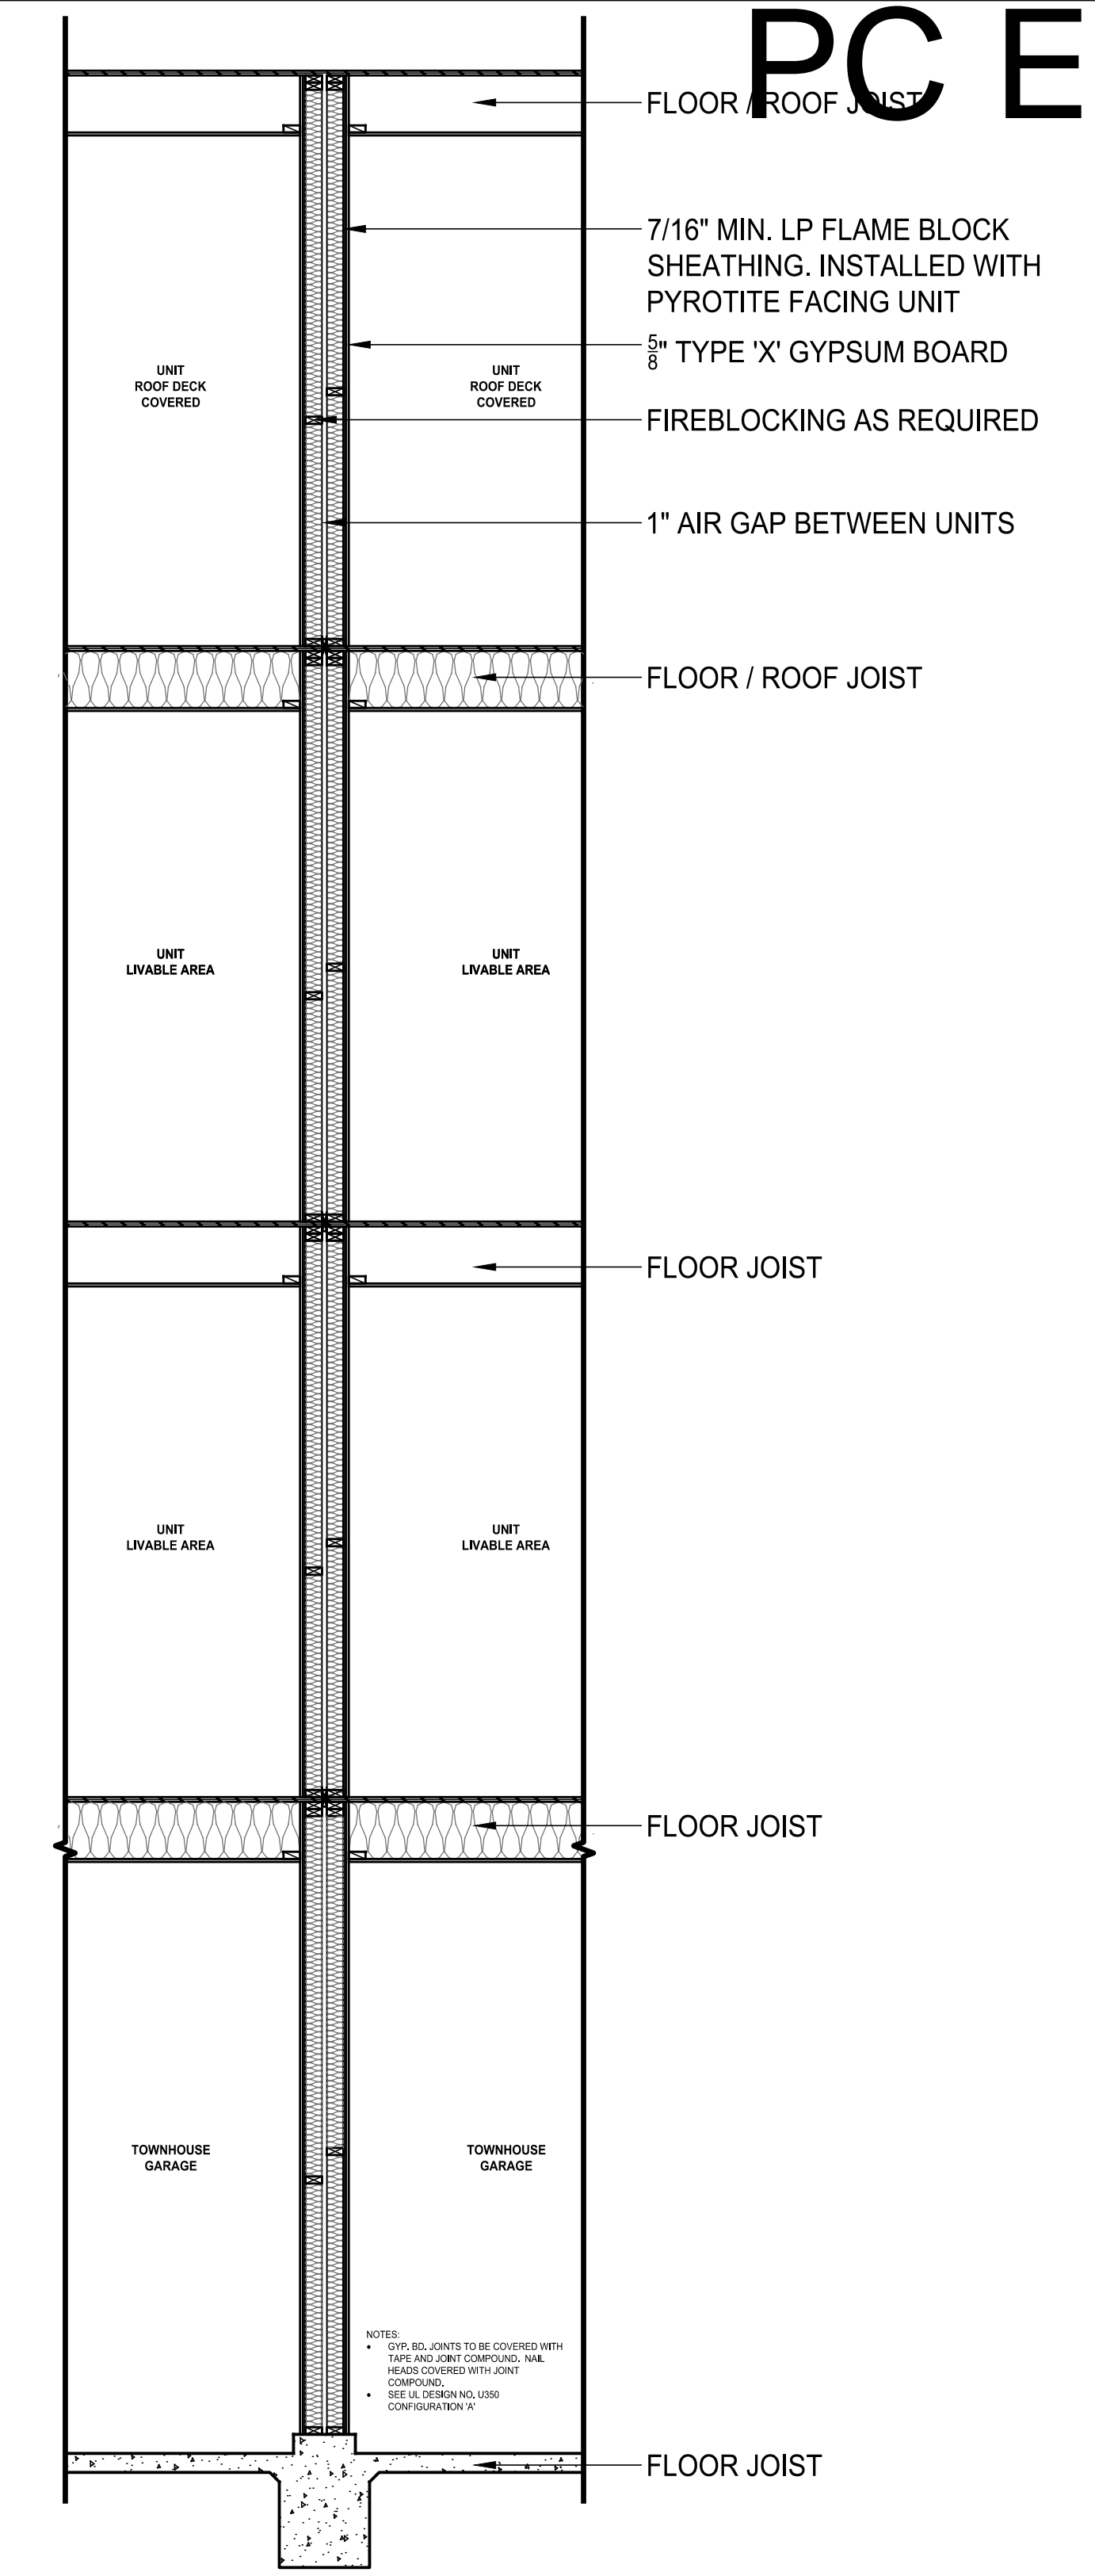 PC E
FLOOR / ROOF JOIST
7/16" MIN. LP FLAME BLOCK
SHEATHING. INSTALLED WITH
PYROTITE FACING UNIT
5/8" TYPE 'X' GYPSUM BOARD
UNIT
ROOF DECK
COVERED
UNIT
ROOF DECK
COVERED
FIREBLOCKING AS REQUIRED
1" AIR GAP BETWEEN UNITS
FLOOR / ROOF JOIST
UNIT
LIVABLE AREA
UNIT
LIVABLE AREA
FLOOR JOIST
UNIT
LIVABLE AREA
UNIT
LIVABLE AREA
FLOOR JOIST
TOWNHOUSE
GARAGE
TOWNHOUSE
GARAGE
NOTES:
• GYP. BD. JOINTS TO BE COVERED WITH
TAPE AND JOINT COMPOUND. NAIL
HEADS COVERED WITH JOINT
COMPOUND.
• SEE UL DESIGN NO. U350
CONFIGURATION 'A'
FLOOR JOIST